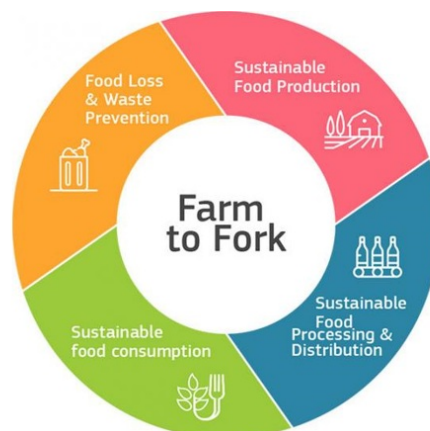 Food Loss
& Waste
Prevention
Sustainable
Food Production
Farm
to Fork
Sustainable
Food
Processing &
Distribution
Sustainable
food consumption